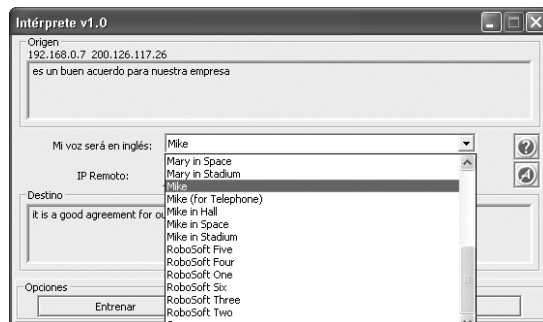 Intérprete v1.0
Origen
192.168.0.7 200.126.117.26
es un buen acuerdo para nuestra empresa
Mi voz será en inglés: Mike
Mary in Space
IP Remoto: Mary in Stadium
Mike
Destino Mike (for Telephone)
it is a good agreement for Mike in Hall
Mike in Space
Mike in Stadium
RoboSoft Five
RoboSoft Four
RoboSoft One
Opciones RoboSoft Six
Entrenar RoboSoft Three
RoboSoft Two